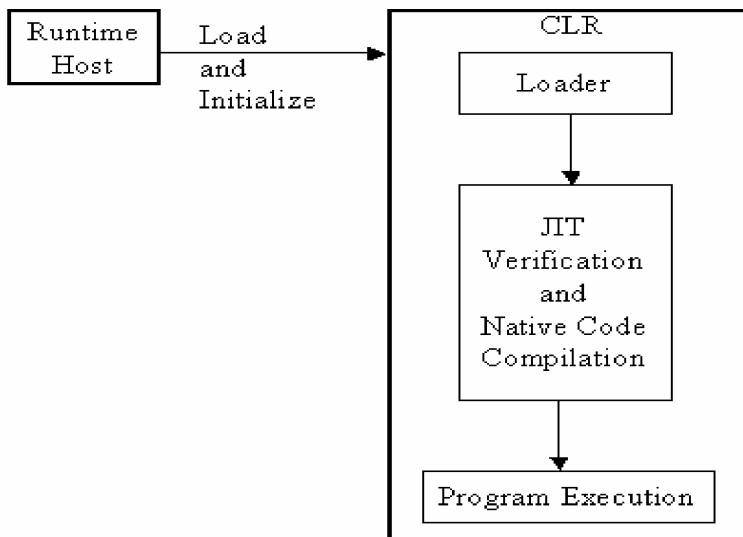 Runtime
Host
Load
and
Initialize
CLR
Loader
JIT
Verification
and
Native Code
Compilation
Program Execution